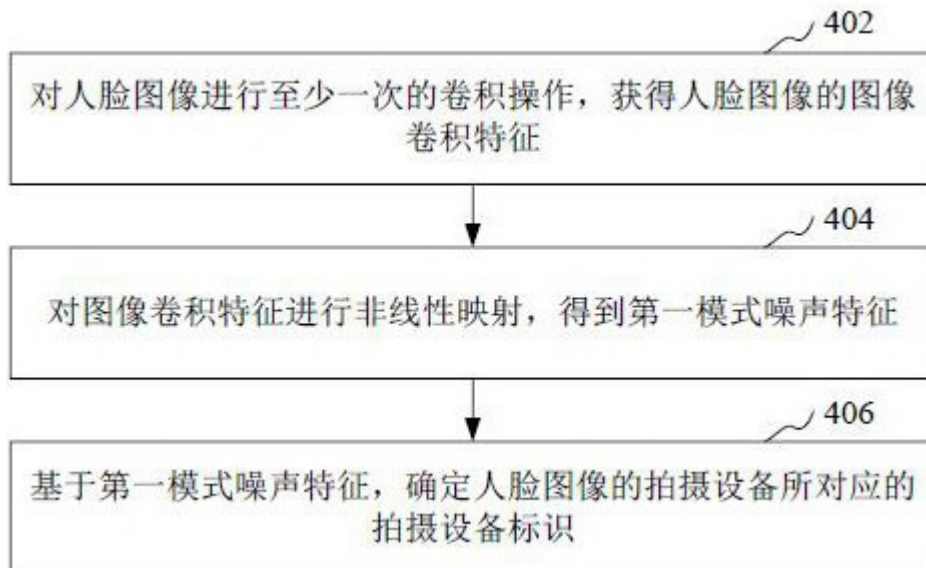 402
对人脸图像进行至少一次的卷积操作，获得人脸图像的图像
卷积特征
404
对图像卷积特征进行非线性映射，得到第一模式噪声特征
406
基于第一模式噪声特征，确定人脸图像的拍摄设备所对应的
拍摄设备标识